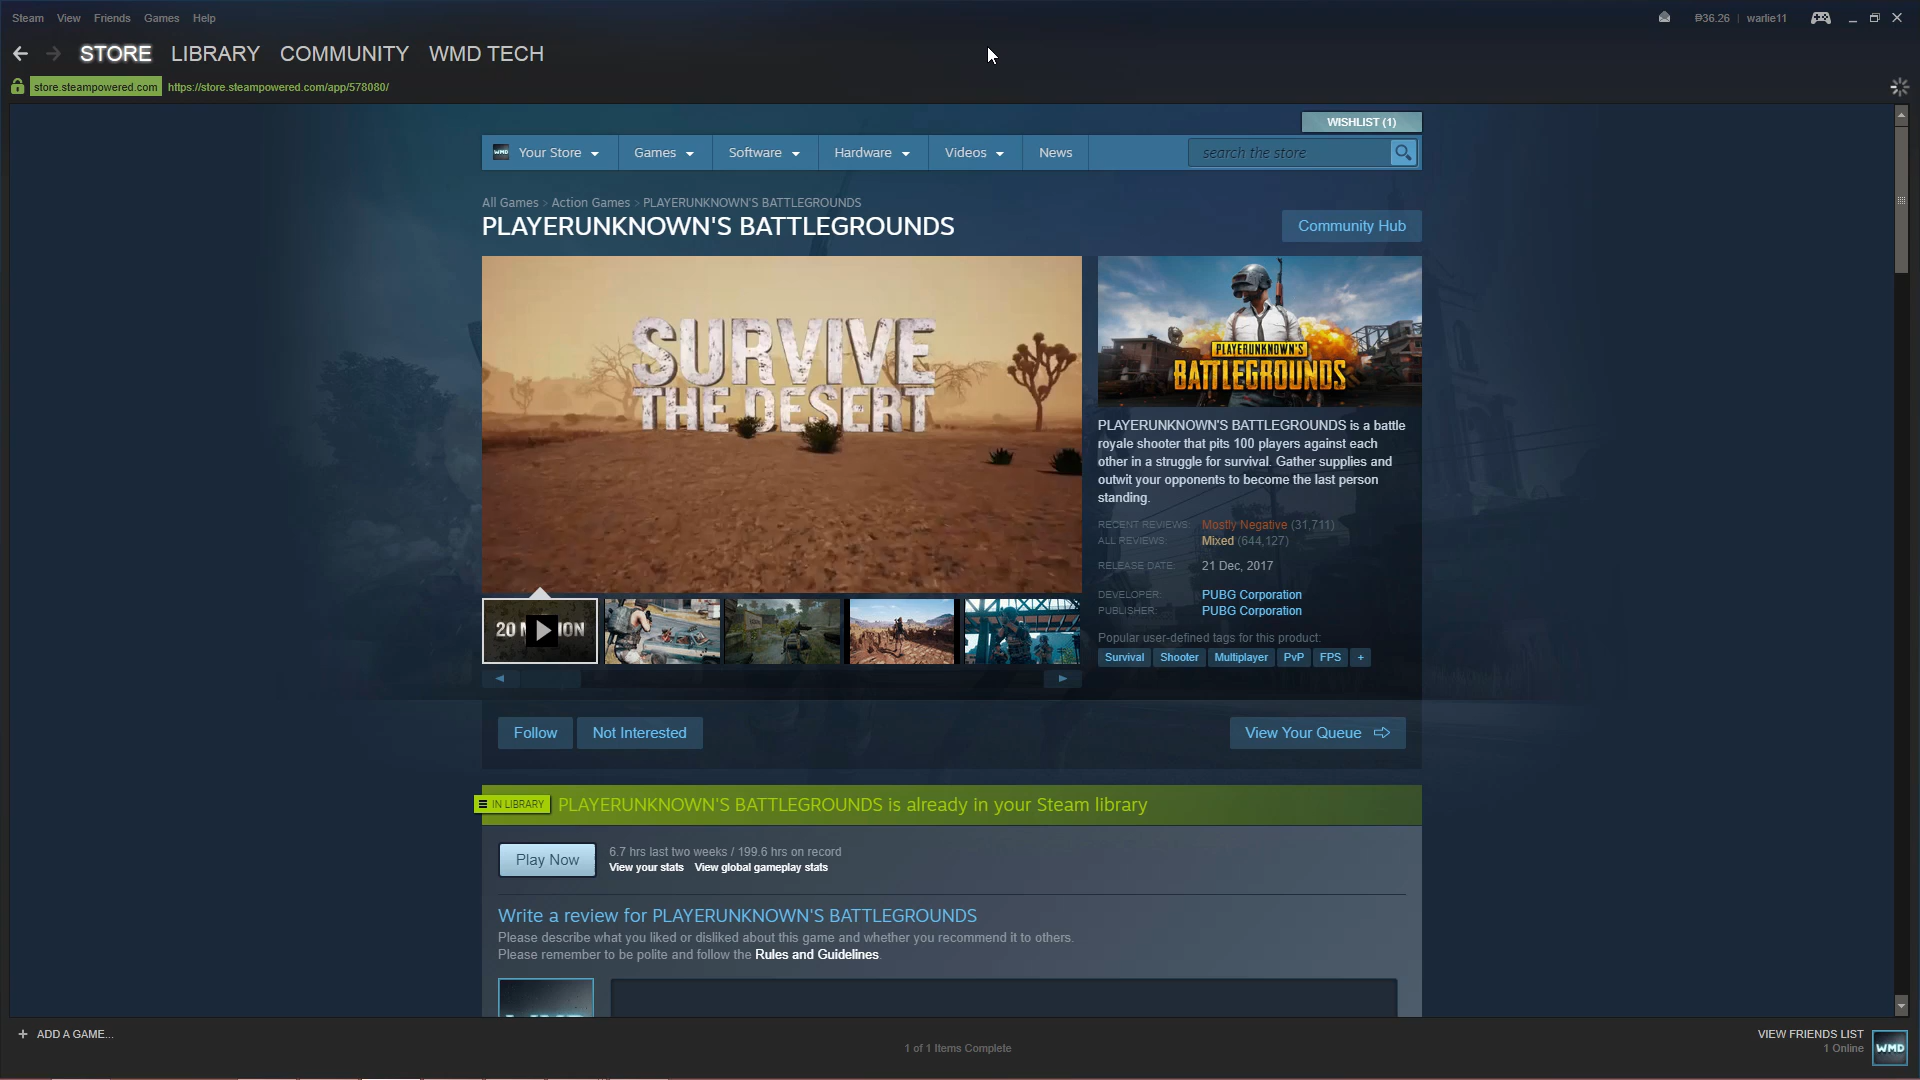 Steam View Friends Games Help
₱36.26 | warlie11
STORE LIBRARY COMMUNITY WMD TECH
store.steampowered.com https://store.steampowered.com/app/578080/
WISHLIST (1)
WMD Your Store Games Software Hardware Videos News search the store
All Games > Action Games > PLAYERUNKNOWN'S BATTLEGROUNDS
PLAYERUNKNOWN'S BATTLEGROUNDS
Community Hub
SURVIVE
THE DESERT
PLAYERUNKNOWN'S
BATTLEGROUNDS
PLAYERUNKNOWN'S BATTLEGROUNDS is a battle
royale shooter that pits 100 players against each
other in a struggle for survival. Gather supplies and
outwit your opponents to become the last person
standing.
RECENT REVIEWS: Mostly Negative (31,711)
ALL REVIEWS: Mixed (644,127)
RELEASE DATE: 21 Dec, 2017
DEVELOPER: PUBG Corporation
PUBLISHER: PUBG Corporation
Popular user-defined tags for this product:
Survival Shooter Multiplayer PvP FPS +
Follow Not Interested View Your Queue
IN LIBRARY PLAYERUNKNOWN'S BATTLEGROUNDS is already in your Steam library
Play Now
6.7 hrs last two weeks / 199.6 hrs on record
View your stats View global gameplay stats
Write a review for PLAYERUNKNOWN'S BATTLEGROUNDS
Please describe what you liked or disliked about this game and whether you recommend it to others.
Please remember to be polite and follow the Rules and Guidelines.
+ ADD A GAME...
1 of 1 Items Complete
VIEW FRIENDS LIST
1 Online
WMD